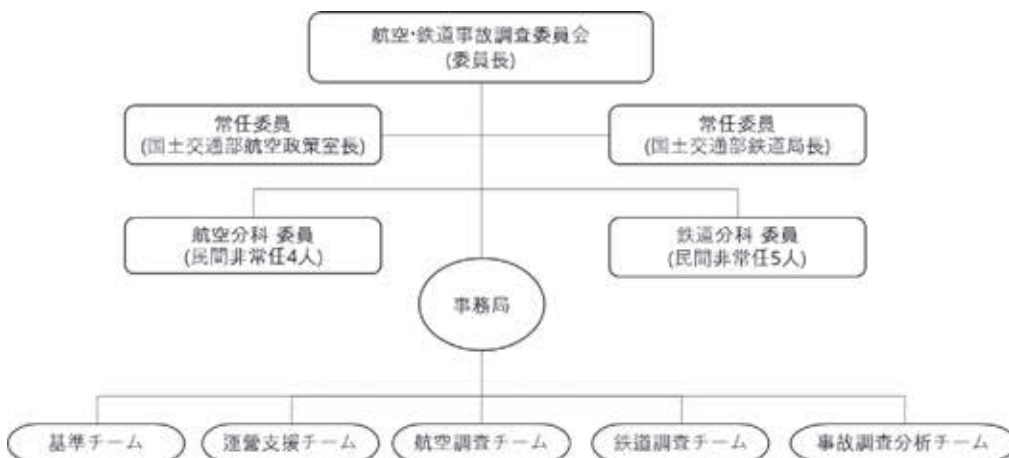 航空·鉄道事故調査委員会
(委員長)
常任委員
(国土交通部航空政策室長)
常任委員
(国土交通部鉄道局長)
航空分科 委員
(民間非常任4人)
鉄道分科 委員
(民間非常任5人)
事務局
基準チーム
運営支援チーム
航空調査チーム
鉄道調査チーム
事故調査分析チーム